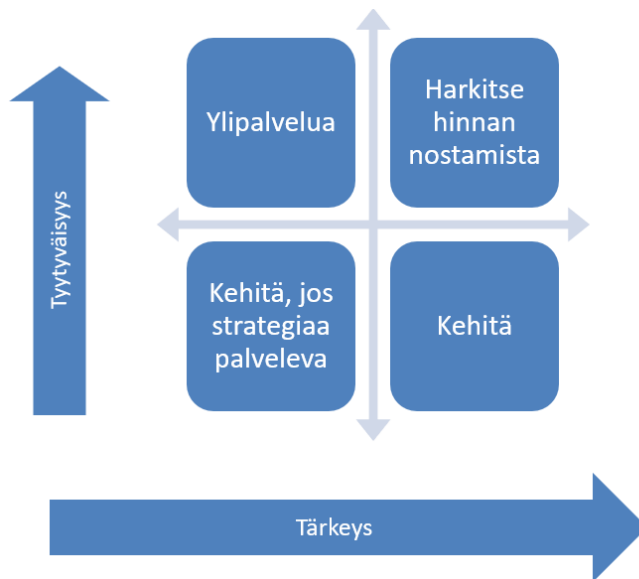 Ylipalvelua
Harkitse
hinnan
nostamista
Tyytyväisyys
Kehitä, jos
strategiaa
palveleva
Kehitä
Tärkeys